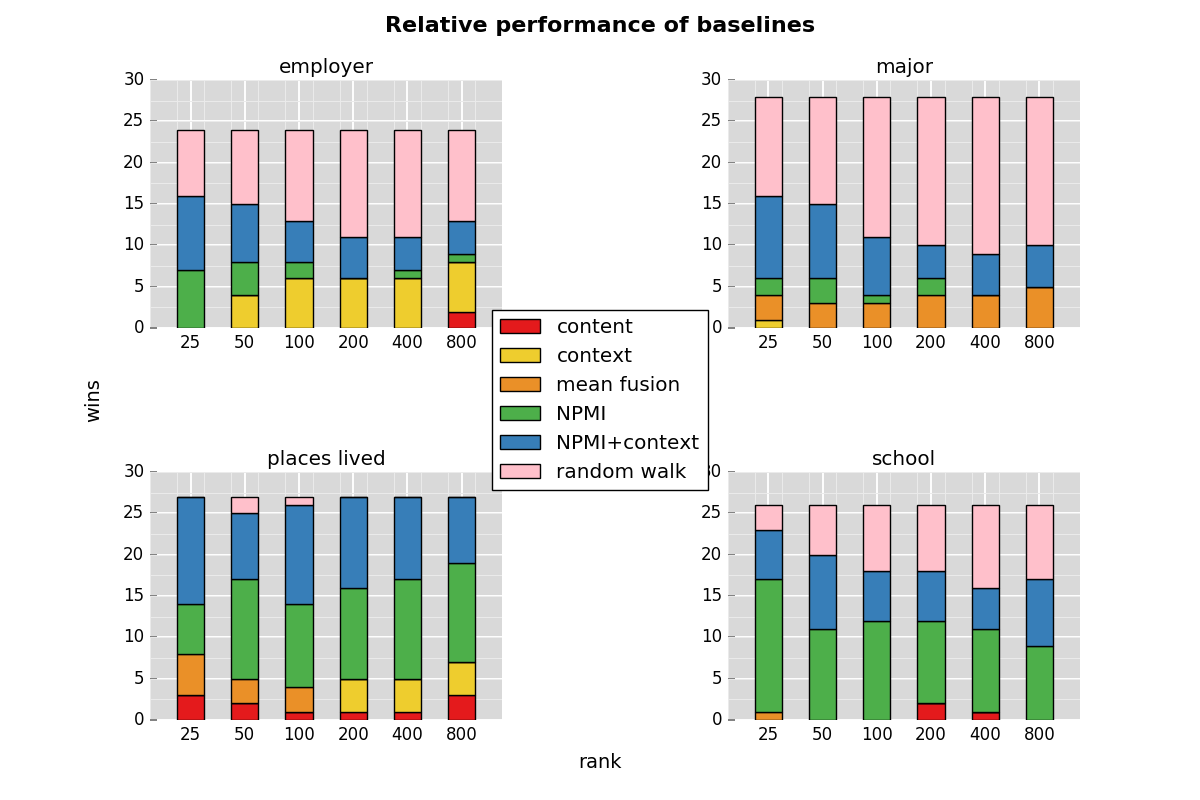 Relative performance of baselines
employer
30
25
20
15
10
5
0
25 50 100 200 400 800
major
30
25
20
15
10
5
0
25 50 100 200 400 800
content
context
mean fusion
NPMI
NPMI+context
random walk
wins
places lived
30
25
20
15
10
5
0
25 50 100 200 400 800
school
30
25
20
15
10
5
0
25 50 100 200 400 800
rank